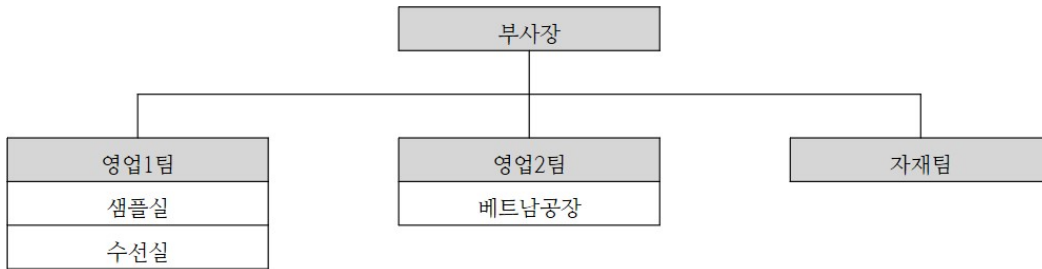 부사장
영업1팀
샘플실
수선실
영업2팀
베트남공장
자재팀